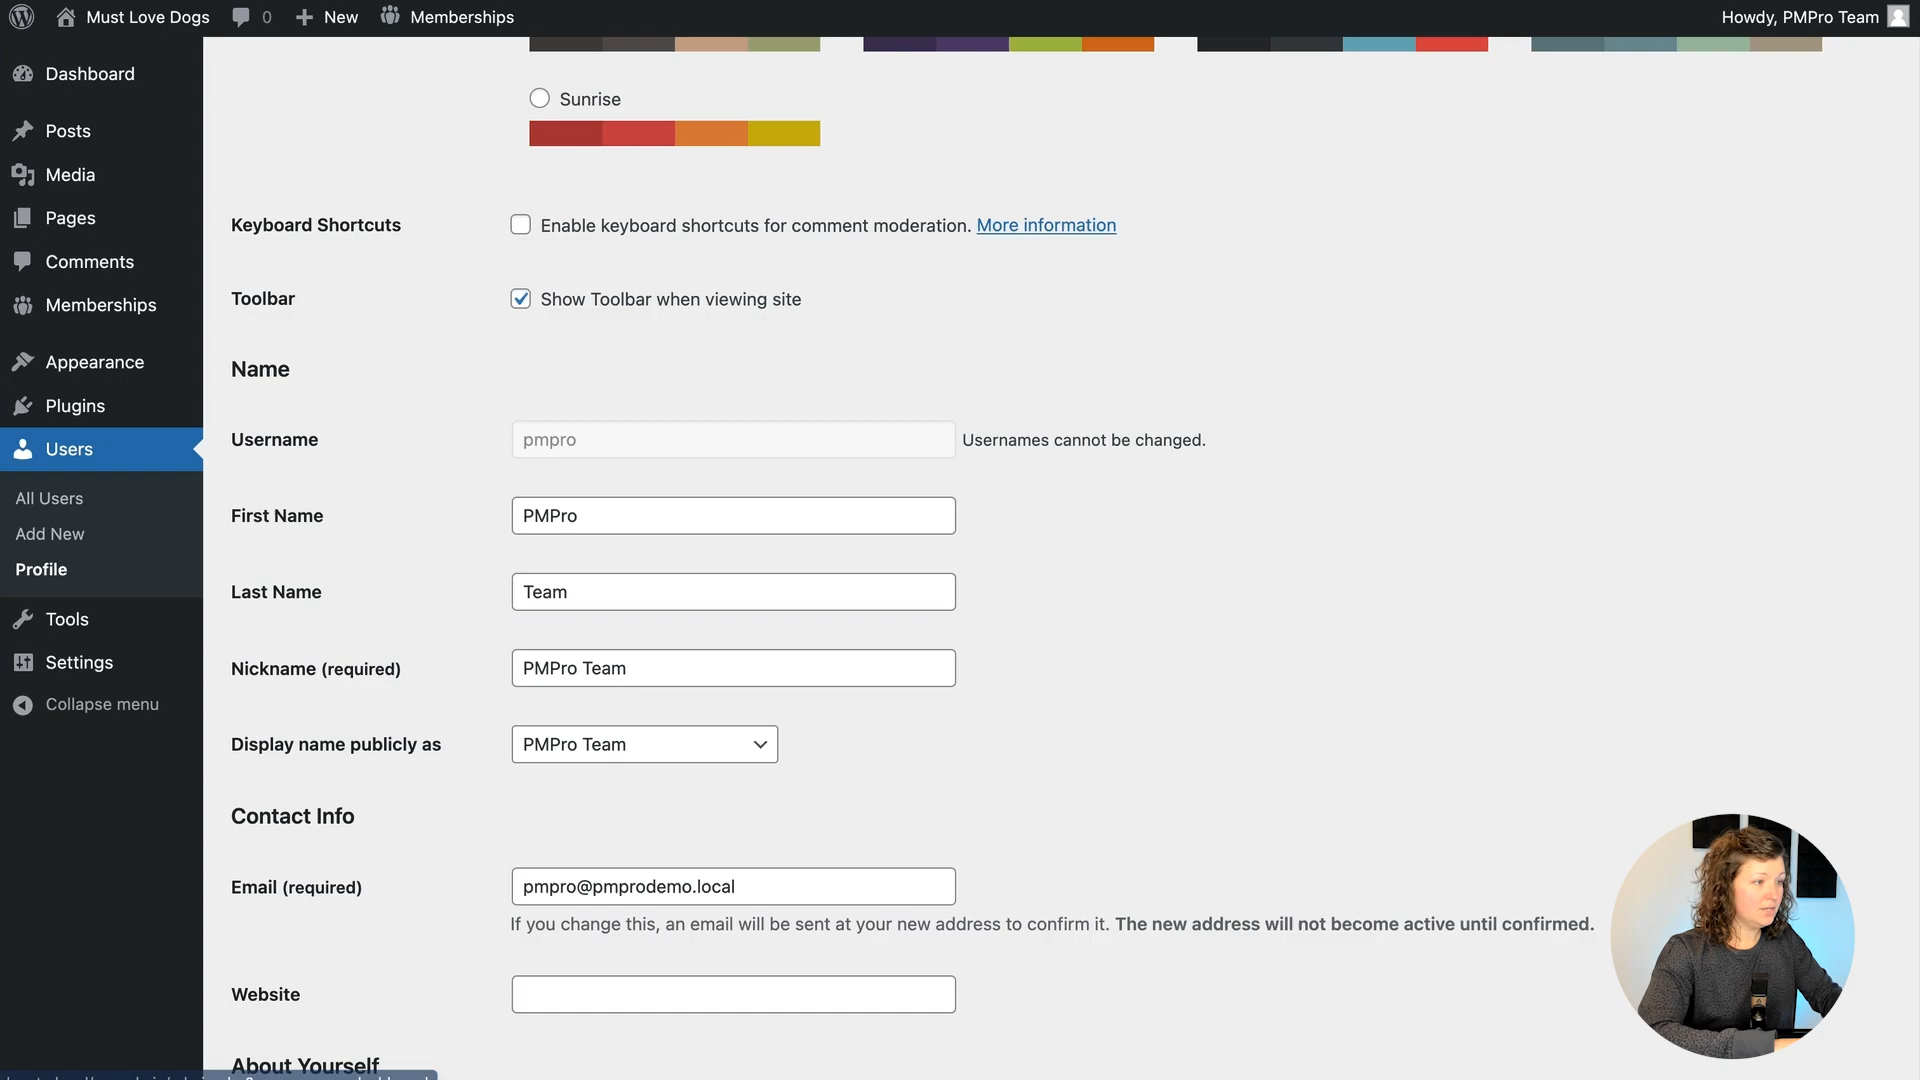 Must Love Dogs
0
New
Memberships
Howdy, PMPro Team
Dashboard
Posts
Media
Pages
Comments
Memberships
Appearance
Plugins
Users
All Users
Add New
Profile
Tools
Settings
Collapse menu
Sunrise
Keyboard Shortcuts
Enable keyboard shortcuts for comment moderation. More information
Toolbar
Show Toolbar when viewing site
Name
Username
pmpro
Usernames cannot be changed.
First Name
PMPro
Last Name
Team
Nickname (required)
PMPro Team
Display name publicly as
PMPro Team
Contact Info
Email (required)
pmpro@pmprodemo.local
If you change this, an email will be sent at your new address to confirm it. The new address will not become active until confirmed.
Website
About Yourself